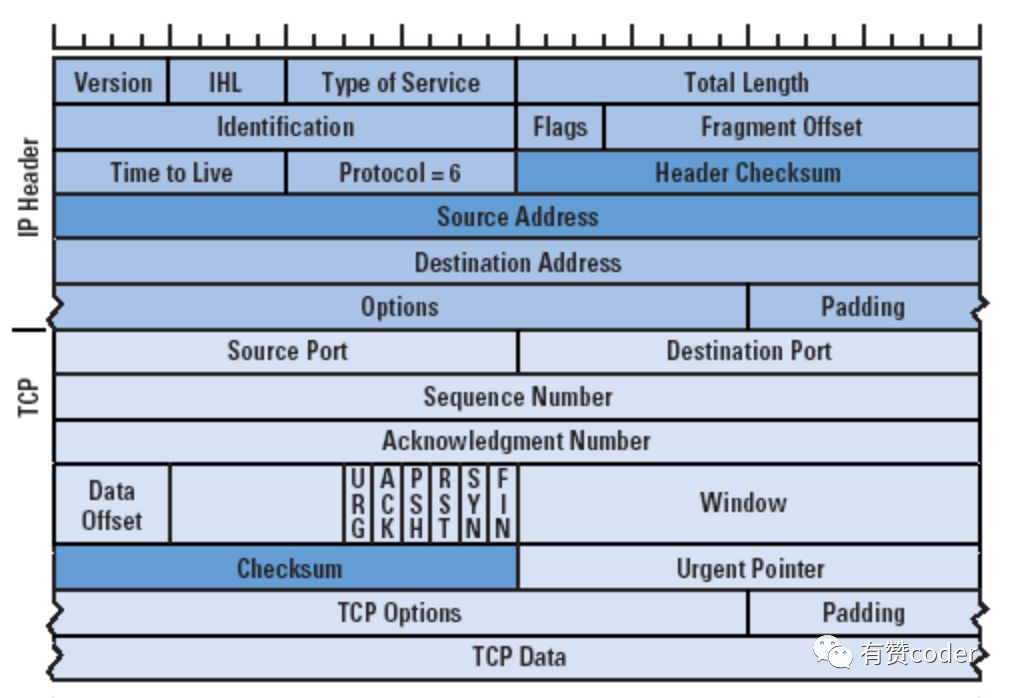 Version IHL Type of Service Total Length
Identification Flags Fragment Offset
Time to Live Protocol = 6 Header Checksum
Source Address
Destination Address
Options Padding
IP Header
Source Port Destination Port
Sequence Number
Acknowledgment Number
Data Offset URG ACK PSH RST SYN FIN Window
Checksum Urgent Pointer
TCP Options Padding
TCP Data
TCP
有赞coder